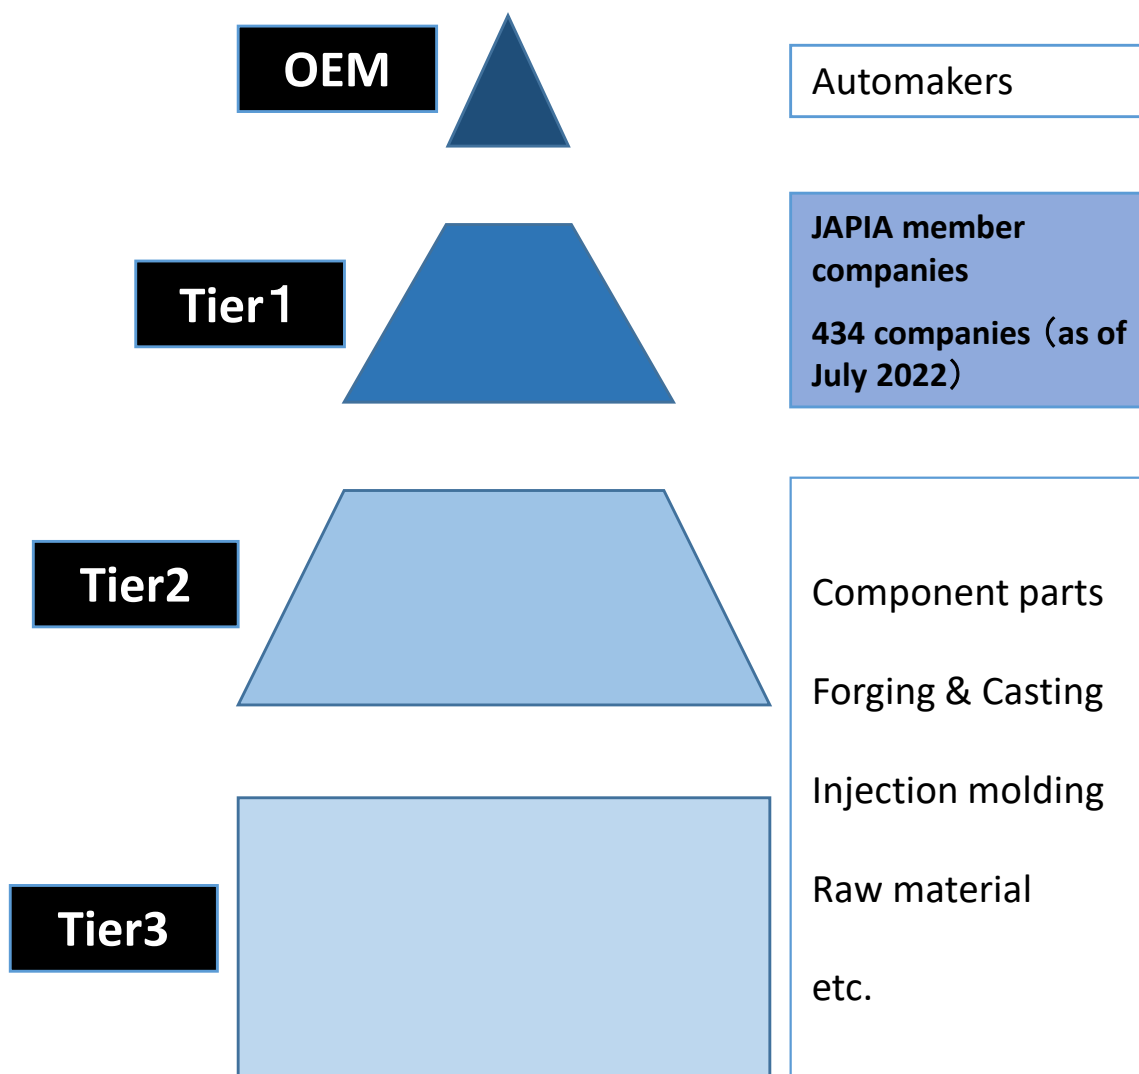 OEM
Automakers
Tier１
JAPIA member
companies
434 companies（as of
July 2022）
Tier2
Component parts
Forging & Casting
Injection molding
Raw material
etc.
Tier3